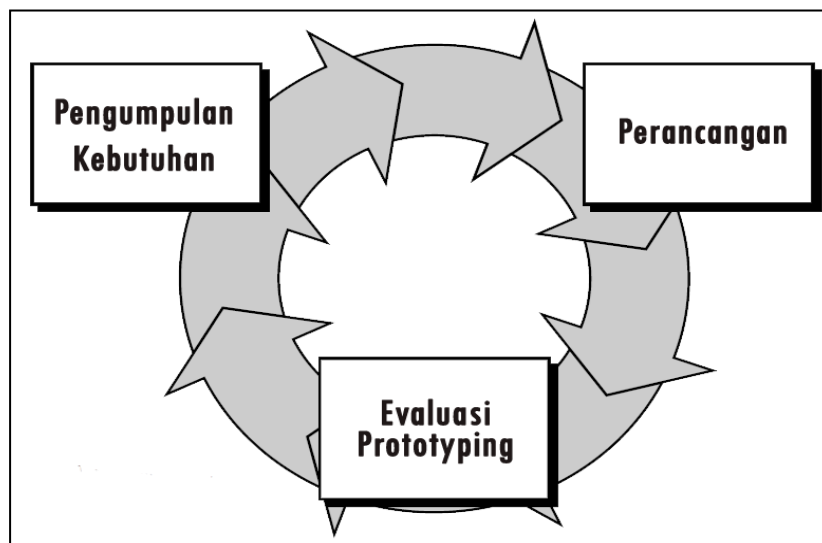 Pengumpulan
Kebutuhan
Perancangan
Evaluasi
Prototyping